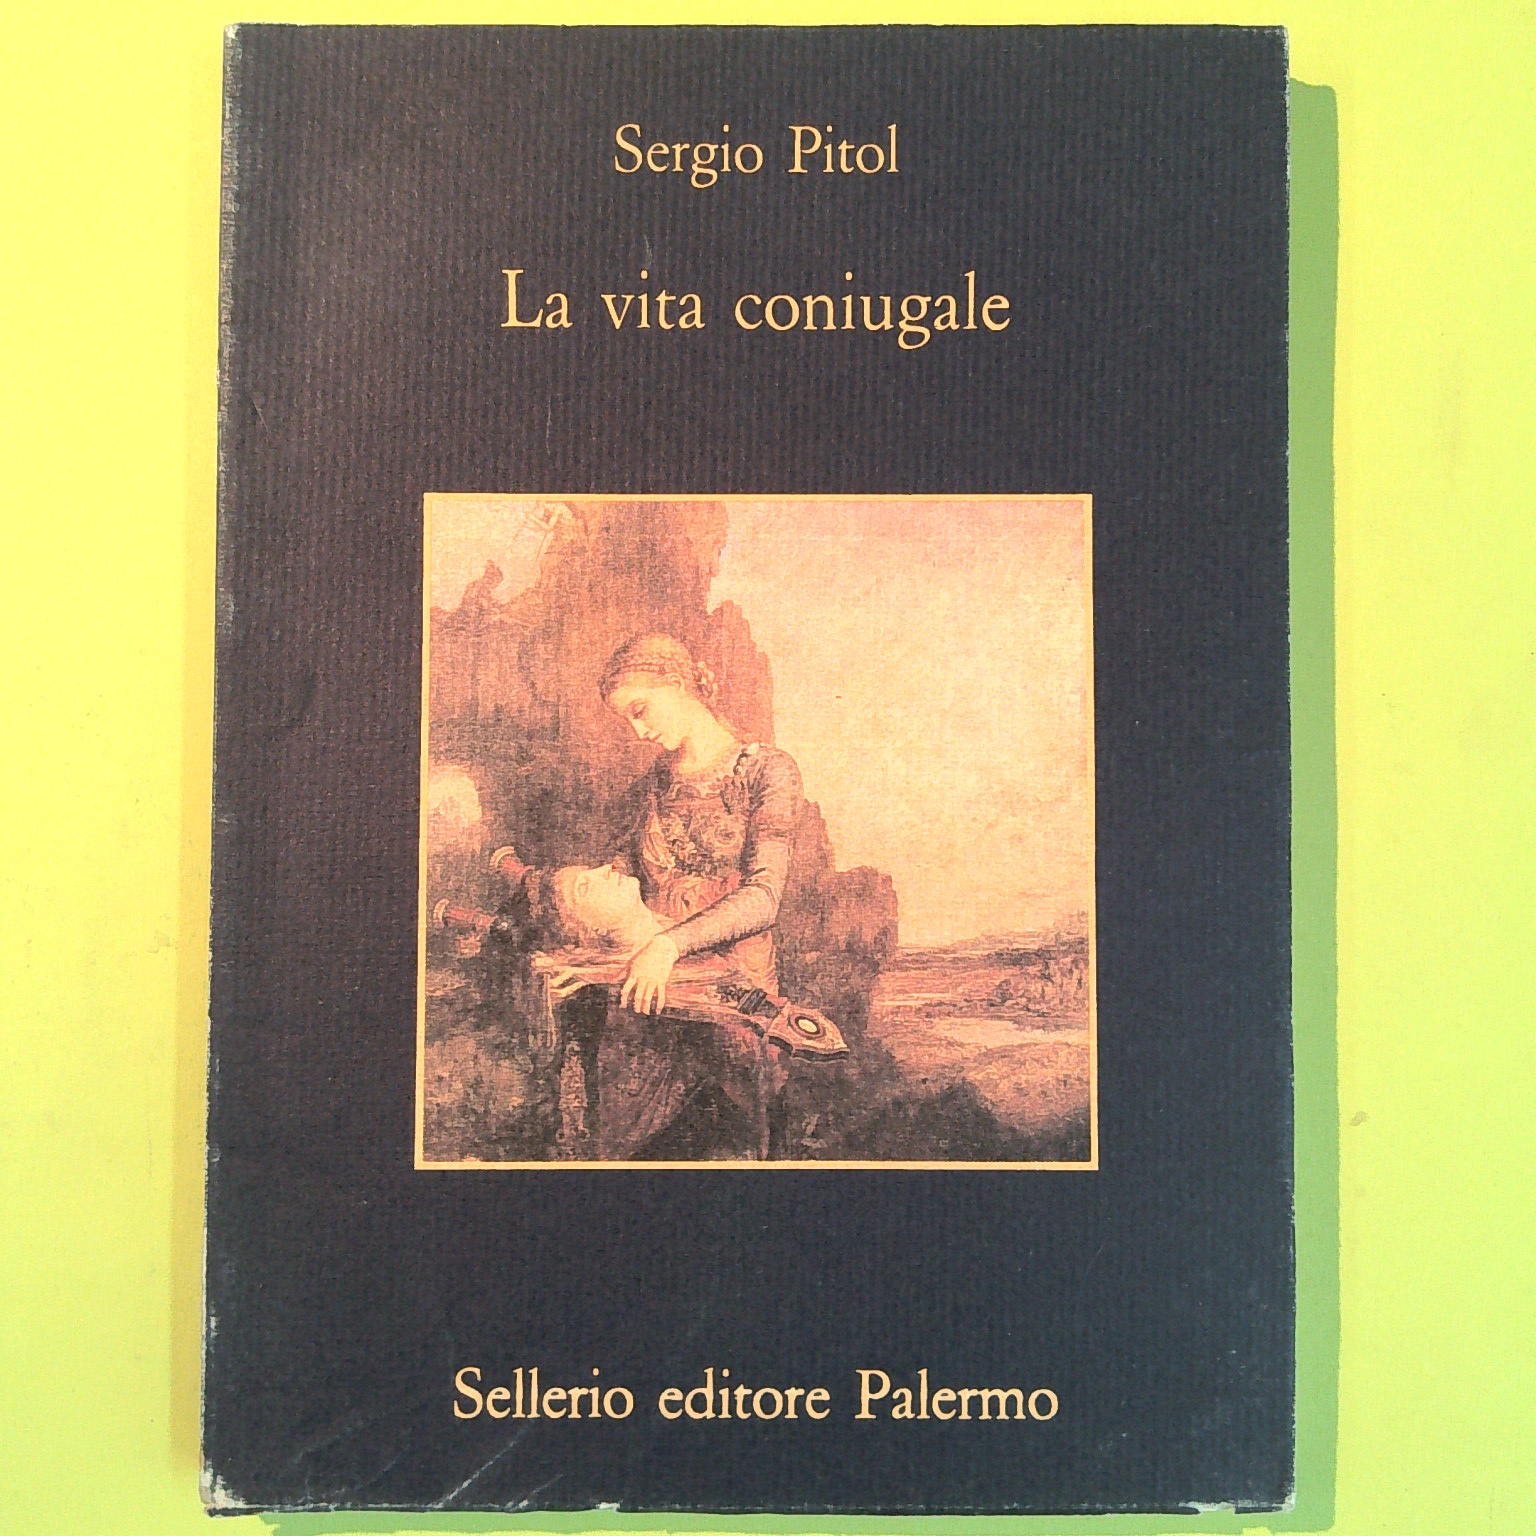 Sergio Pitol
La vita coniugale
Sellerio editore Palermo